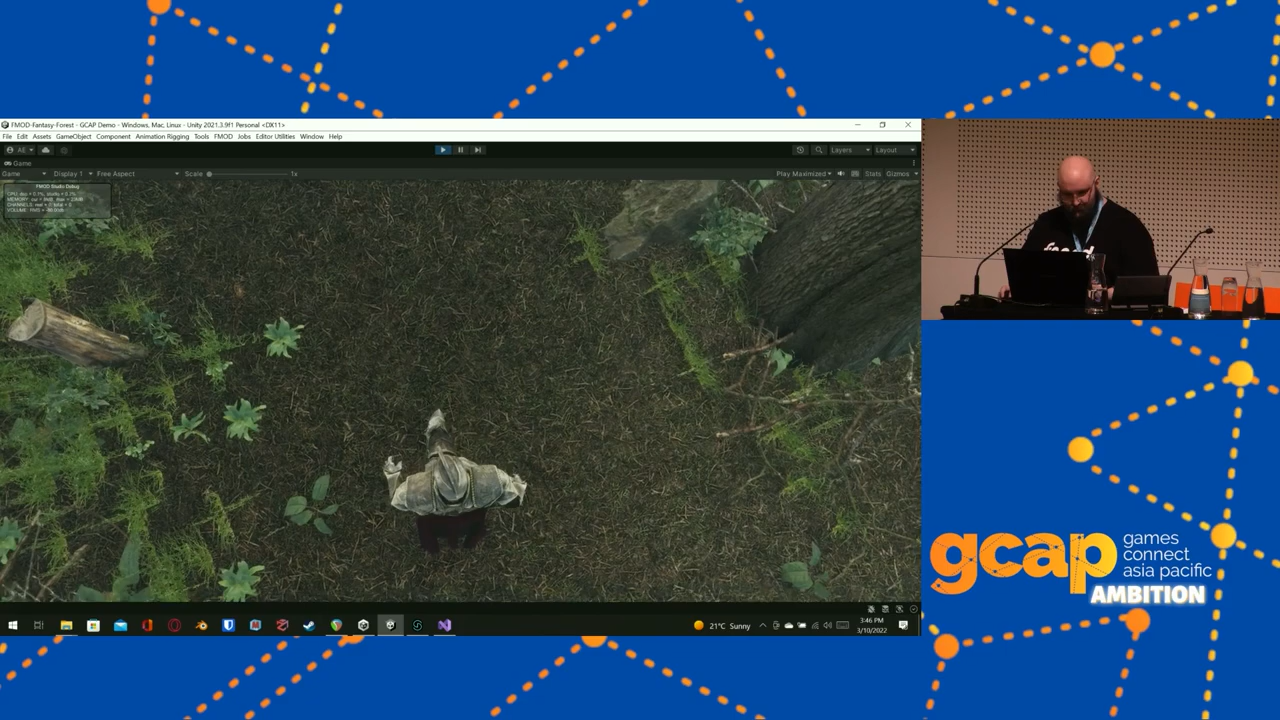 FMOD-Fantasy-Forest - GCAP Demo - Windows, Mac, Linux - Unity 2021.3.9f1 Personal <DX11>
File Edit Assets GameObject Component Animation Rigging Tools FMOD Jobs Editor Utilities Window Help
AE Layers Layout
Game
Game Display 1 Free Aspect Scale 1x Play Maximized Stats Gizmos
FMOD Studio Debug
21°C Sunny
3:46 PM
3/10/2022
gcap games
connect
asia pacific
AMBITION